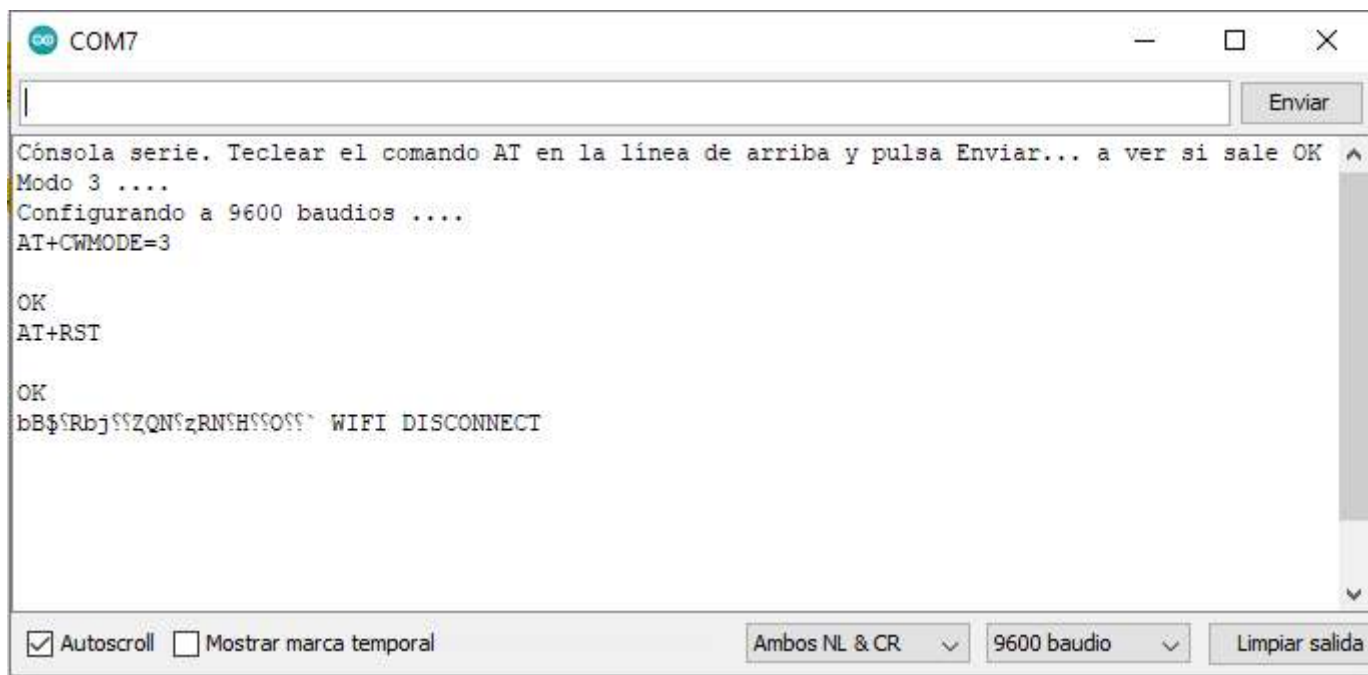 COM7
Enviar
Cónsola serie. Teclear el comando AT en la línea de arriba y pulsa Enviar... a ver si sale OK
Modo 3 ....
Configurando a 9600 baudios ....
AT+CWMODE=3
OK
AT+RST
OK
WIFI DISCONNECT
Autoscroll Mostrar marca temporal Ambos NL & CR 9600 baudio Limpiar salida